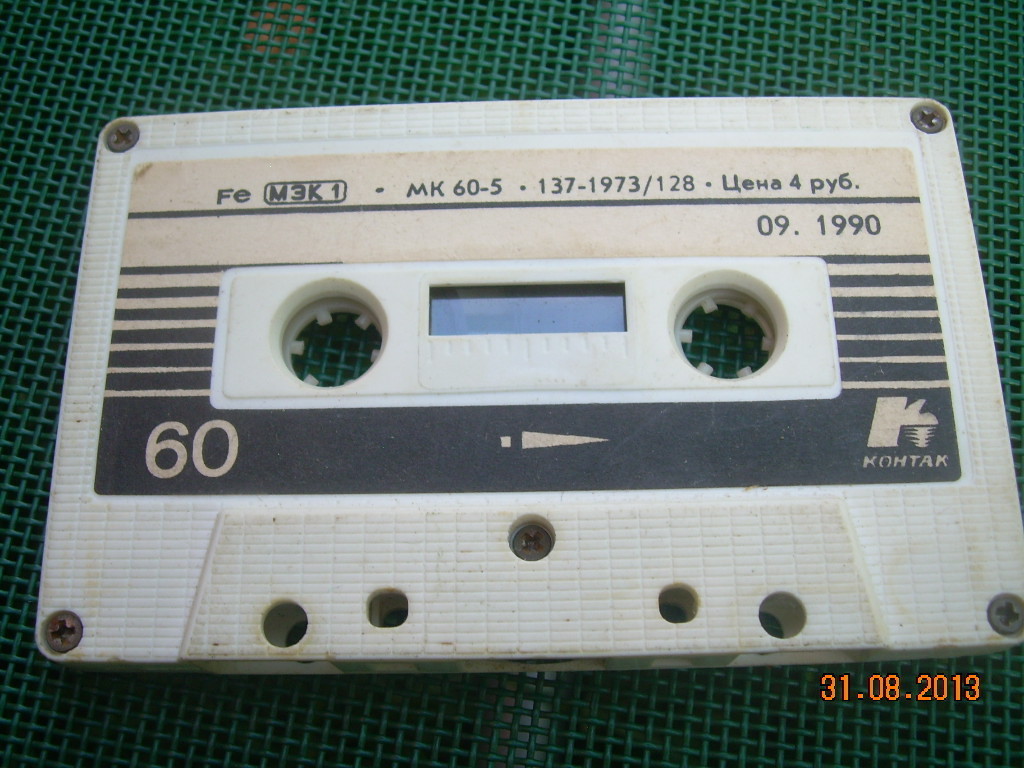 Fe МЭК 1 • МК 60-5 • 137-1973/128 • Цена 4 руб.
09. 1990
60
К
КОНТАК
31.08.2013